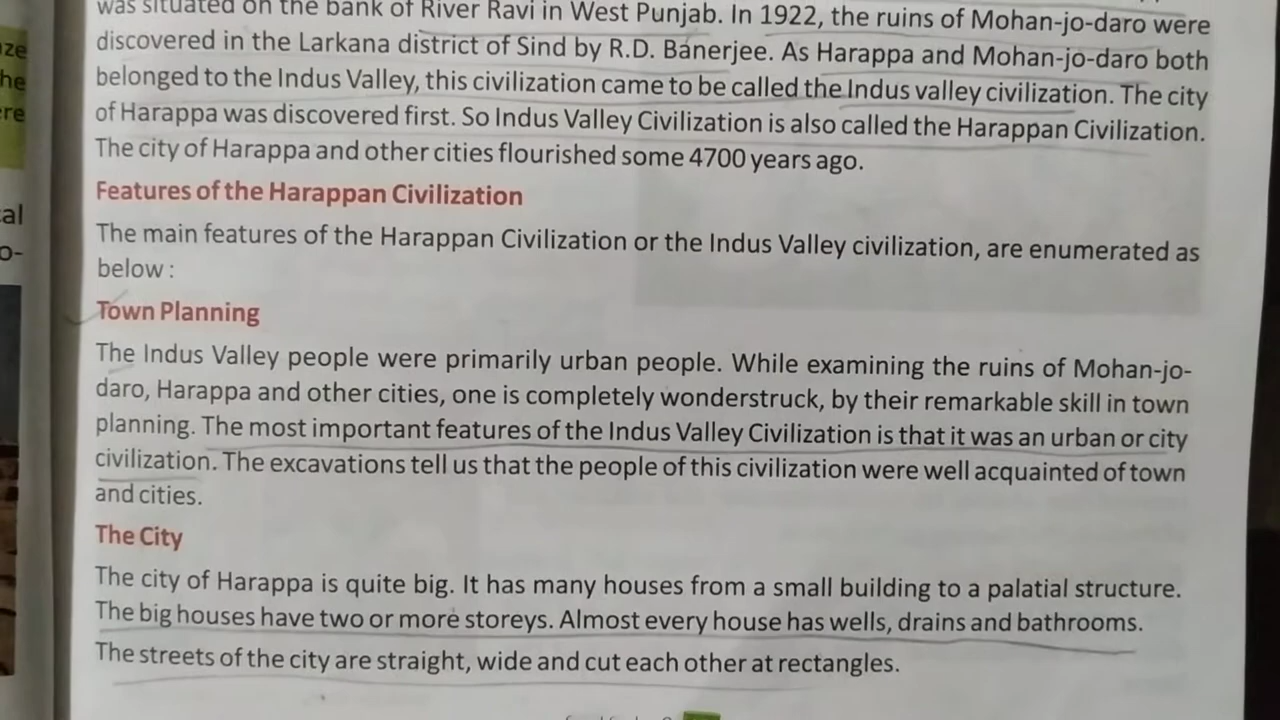 was situated on the bank of River Ravi in West Punjab. In 1922, the ruins of Mohan-jo-daro were
discovered in the Larkana district of Sind by R.D. Banerjee. As Harappa and Mohan-jo-daro both
belonged to the Indus Valley, this civilization came to be called the Indus valley civilization. The city
of Harappa was discovered first. So Indus Valley Civilization is also called the Harappan Civilization.
The city of Harappa and other cities flourished some 4700 years ago.
Features of the Harappan Civilization
The main features of the Harappan Civilization or the Indus Valley civilization, are enumerated as
below :
Town Planning
The Indus Valley people were primarily urban people. While examining the ruins of Mohan-jo-
daro, Harappa and other cities, one is completely wonderstruck, by their remarkable skill in town
planning. The most important features of the Indus Valley Civilization is that it was an urban or city
civilization. The excavations tell us that the people of this civilization were well acquainted of town
and cities.
The City
The city of Harappa is quite big. It has many houses from a small building to a palatial structure.
The big houses have two or more storeys. Almost every house has wells, drains and bathrooms.
The streets of the city are straight, wide and cut each other at rectangles.